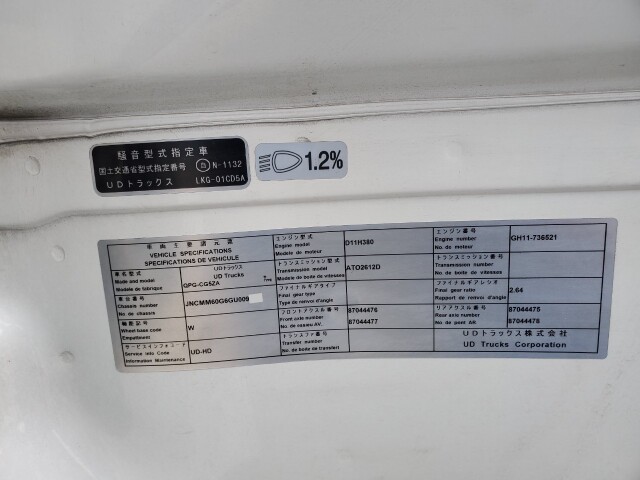 騒音型式指定車
国土交通省型式指定番号 N-1132
UDトラックス LKG-01CD5A
1.2%
車両主要諸元表
VEHICLE SPECIFICATIONS
SPECIFICATIONS DE VEHICULE
車名型式 UDトラックス
Make and model UD Trucks
Modele de fabrique QPG-CG5ZA
車台番号
Chassis number JNCMM60G6GU009
No. de chassis
軸距記号
Wheel base code W
Empattement
サービスインフォコード
Service Info Code UD-HD
Information Maintenance
エンジン型式
Engine model D11H380
Modele de moteur
トランスミッション型式
Transmission model ATO2612D
Modele de boite de vitesses
ファイナルギアタイプ
Final gear type
Type de renvoi d'angle
フロントアクスル番号 87044476
Front axle number 87044477
No. de essieu AV.
トランスファ番号
Transfer number
No. de boite de transfert
エンジン番号
Engine number GH11-736521
No. de moteur
トランスミッション番号
Transmission number
No de boite de vitesses
ファイナルギアレシオ
Final gear ratio 2.64
Rapport de renvoi d'angle
リアアクスル番号 87044475
Rear axle number 87044476
No de pont AR
UDトラックス株式会社
UD Trucks Corporation